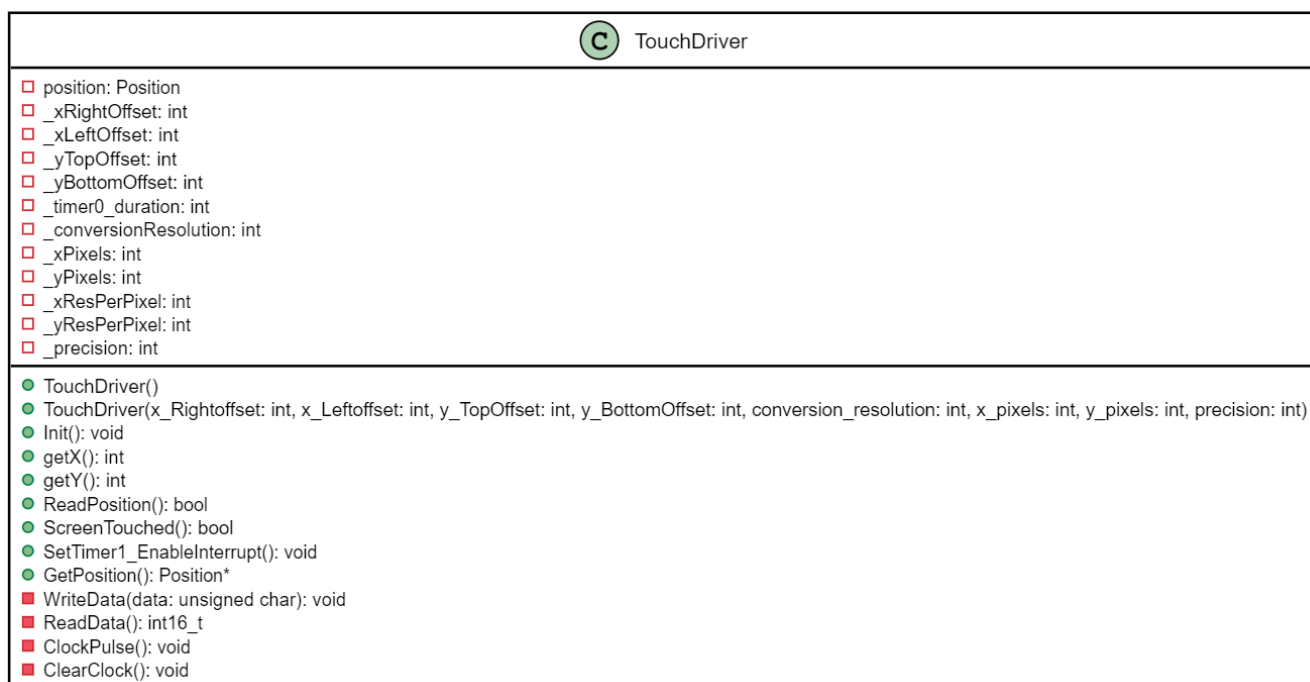 C TouchDriver
position: Position
_xRightOffset: int
_xLeftOffset: int
_yTopOffset: int
_yBottomOffset: int
_timer0_duration: int
_conversionResolution: int
_xPixels: int
_yPixels: int
_xResPerPixel: int
_yResPerPixel: int
_precision: int
TouchDriver()
TouchDriver(x_Rightoffset: int, x_Leftoffset: int, y_TopOffset: int, y_BottomOffset: int, conversion_resolution: int, x_pixels: int, y_pixels: int, precision: int)
Init(): void
getX(): int
getY(): int
ReadPosition(): bool
ScreenTouched(): bool
SetTimer1_EnableInterrupt(): void
GetPosition(): Position*
WriteData(data: unsigned char): void
ReadData(): int16_t
ClockPulse(): void
ClearClock(): void